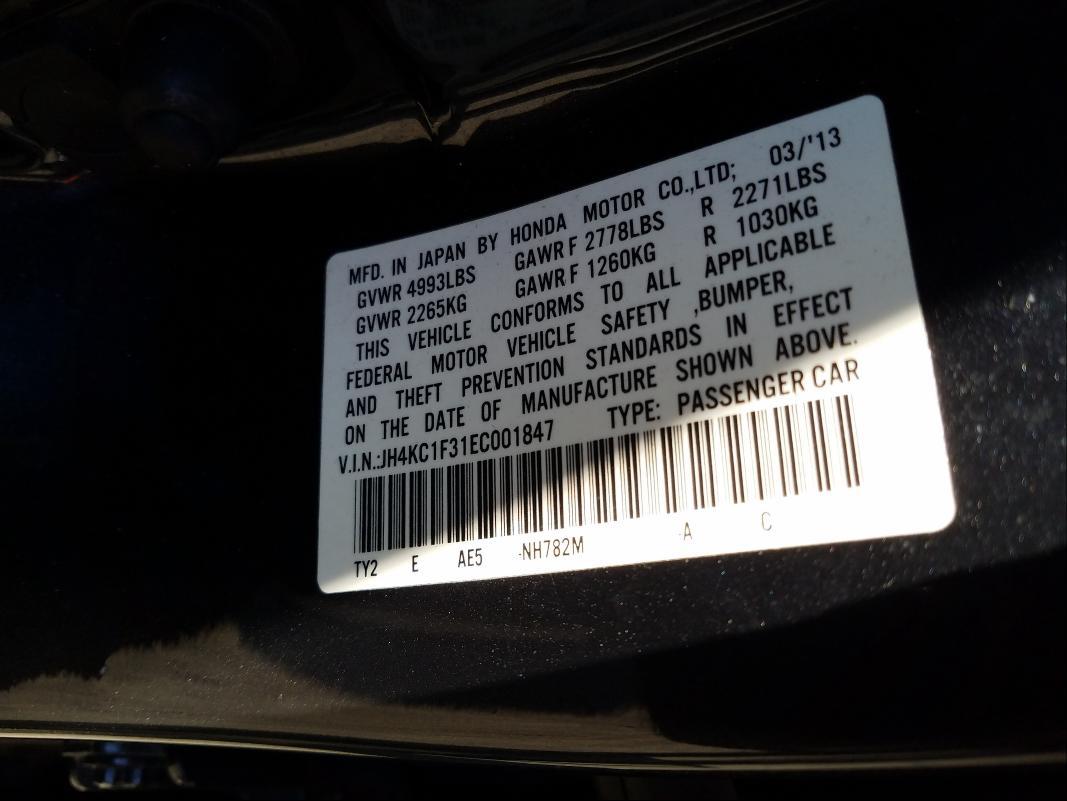 MFD. IN JAPAN BY HONDA MOTOR CO.,LTD; 03/'13
GVWR 4993LBS GAWR F 2778LBS R 2271LBS
GVWR 2265KG GAWR F 1260KG R 1030KG
THIS VEHICLE CONFORMS TO ALL APPLICABLE
FEDERAL MOTOR VEHICLE SAFETY ,BUMPER,
AND THEFT PREVENTION STANDARDS IN EFFECT
ON THE DATE OF MANUFACTURE SHOWN ABOVE.
V.I.N.:JH4KC1F31EC001847 TYPE: PASSENGER CAR
TY2 E AE5 -NH782M -A C